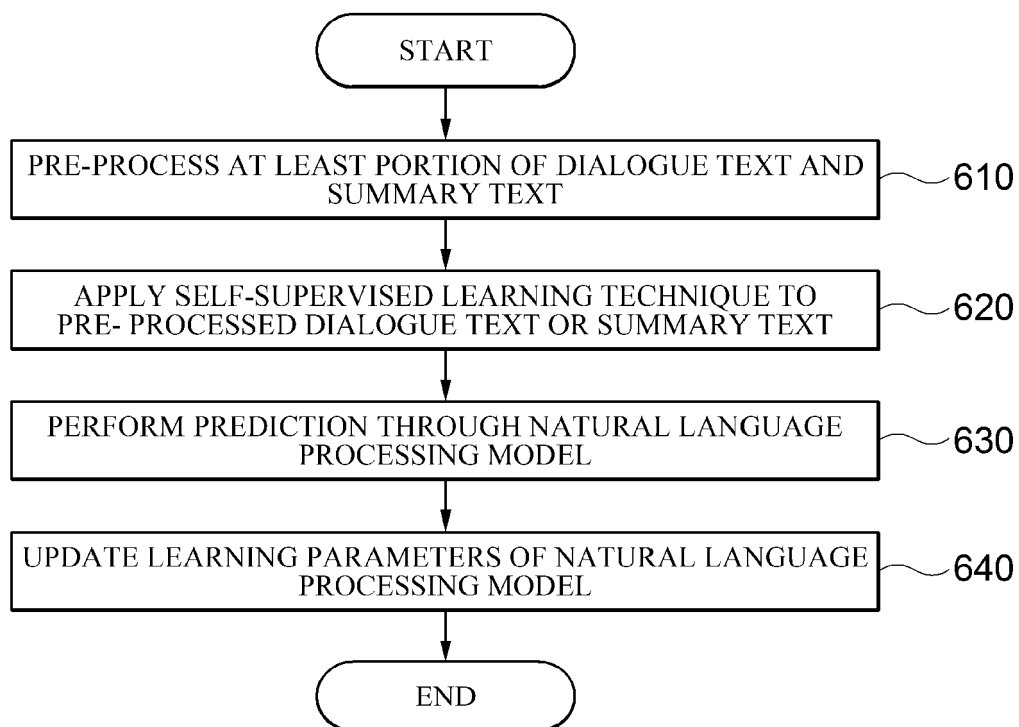 START
PRE-PROCESS AT LEAST PORTION OF DIALOGUE TEXT AND
SUMMARY TEXT
610
APPLY SELF-SUPERVISED LEARNING TECHNIQUE TO
PRE- PROCESSED DIALOGUE TEXT OR SUMMARY TEXT
620
PERFORM PREDICTION THROUGH NATURAL LANGUAGE
PROCESSING MODEL
630
UPDATE LEARNING PARAMETERS OF NATURAL LANGUAGE
PROCESSING MODEL
640
END